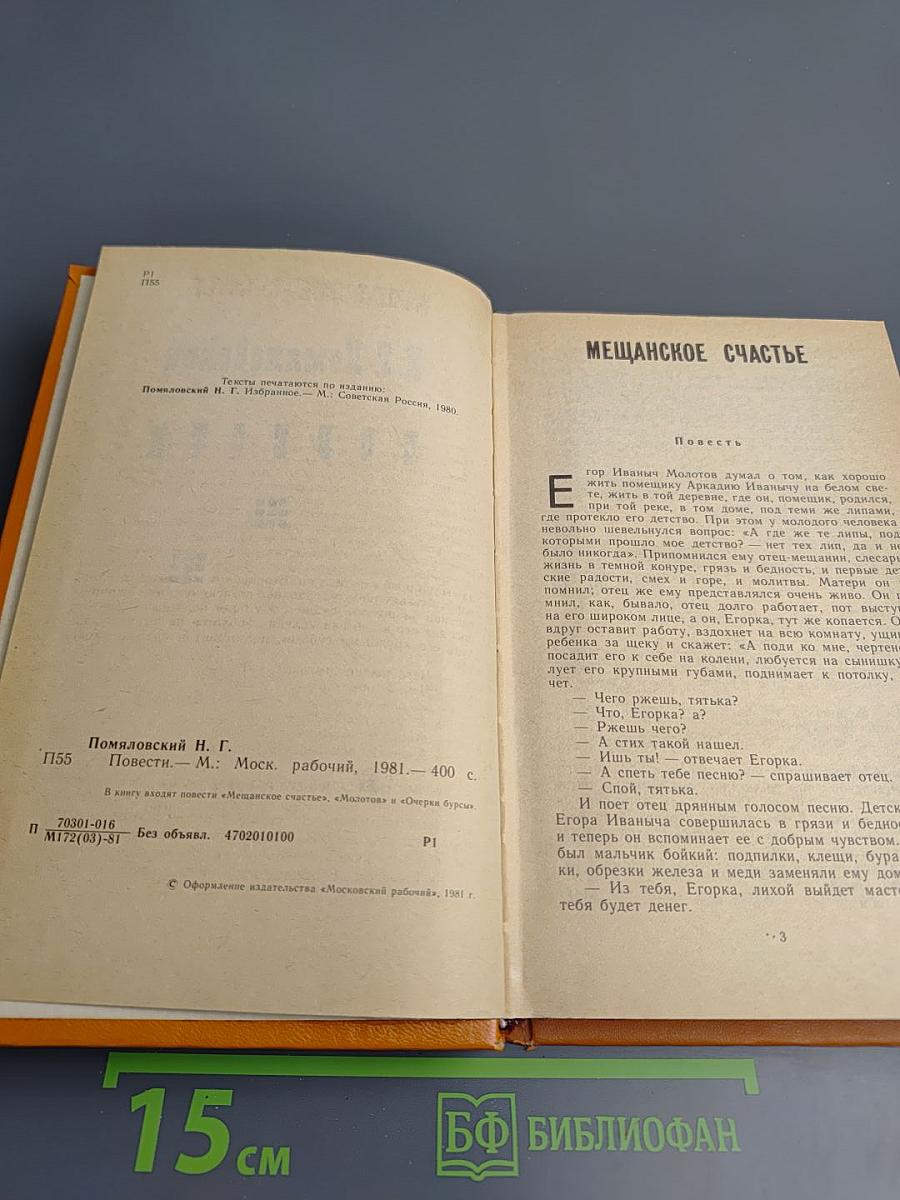 Р1
П55
Тексты печатаются по изданию:
Помяловский Н. Г. Избранное.— М.: Советская Россия, 1980.
Помяловский Н. Г.
П55 Повести.— М.: Моск. рабочий, 1981.— 400 с.
В книгу входят повести «Мещанское счастье», «Молотов» и «Очерки бурсы».
П 70301-016
М172(03)-81 Без объявл. 4702010100 Р1
© Оформление издательства «Московский рабочий», 1981 г.
МЕЩАНСКОЕ СЧАСТЬЕ
Повесть
Егор Иваныч Молотов думал о том, как хорошо
жить помещику Аркадию Иванычу на белом све-
те, жить в той деревне, где он, помещик, родился,
при той реке, в том доме, под теми же липами,
где протекло его детство. При этом у молодого человека
невольно шевельнулся вопрос: «А где же те липы, под
которыми прошло мое детство? — нет тех лип, да и не
было никогда». Припомнился ему отец-мещанин, слесарь
жизнь в темной конуре, грязь и бедность, и первые дет
ские радости, смех и горе, и молитвы. Матери он
помнил; отец же ему представлялся очень живо. Он п
мнил, как, бывало, отец долго работает, пот выступ
на его широком лице, а он, Егорка, тут же копается. О
вдруг оставит работу, вздохнет на всю комнату, ущи
ребенка за щеку и скажет: «А поди ко мне, чертен
посадит его к себе на колени, любуется на сынишку
лует его крупными губами, поднимает к потолку,
чет.
— Чего ржешь, тятька?
— Что, Егорка? а?
— Ржешь чего?
— А стих такой нашел.
— Ишь ты! — отвечает Егорка.
— А спеть тебе песню? — спрашивает отец.
— Спой, тятька.
И поет отец дрянным голосом песню. Детск
Егора Иваныча совершилась в грязи и бедно
и теперь он вспоминает ее с добрым чувством.
был мальчик бойкий: подпилки, клещи, бура
ки, обрезки железа и меди заменяли ему дом
— Из тебя, Егорка, лихой выйдет масте
тебя будет денег.
3
15 см
БФ БИБЛИОФАН